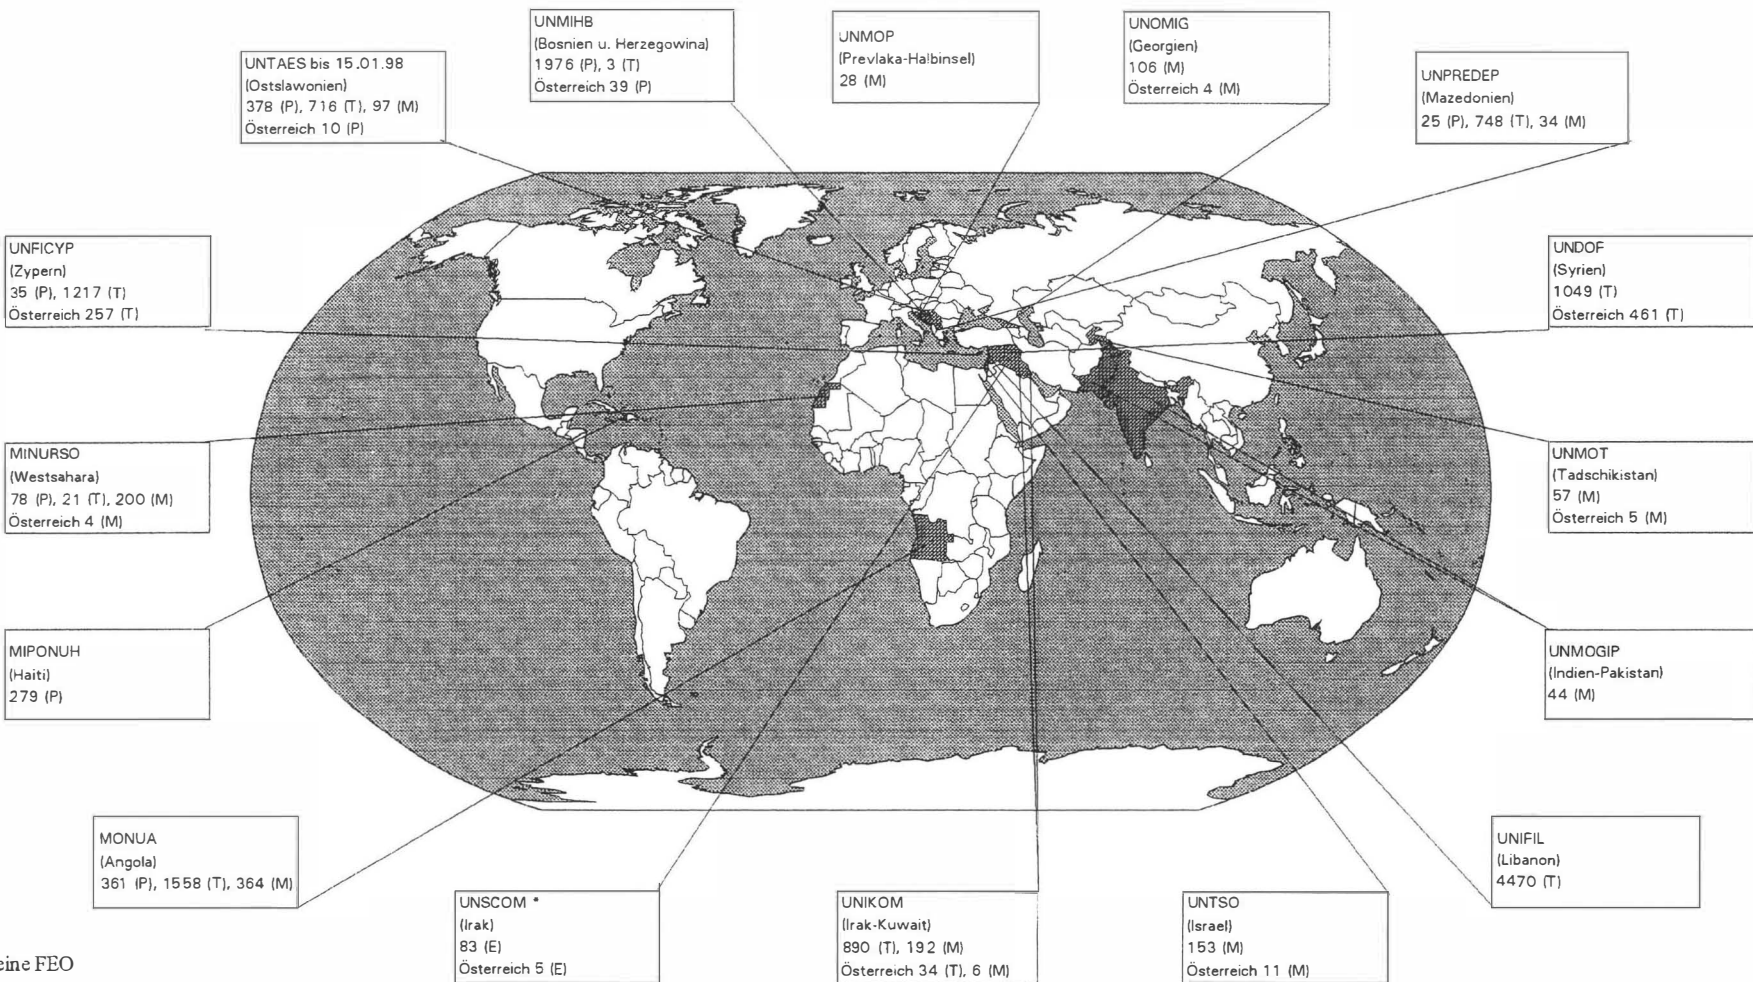 UNMIHB
(Bosnien u. Herzegowina)
1976 (P), 3 (T)
Österreich 39 (P)
UNMOP
(Prevlaka-Halbinsel)
28 (M)
UNOMIG
(Georgien)
106 (M)
Österreich 4 (M)
UNTAES bis 15.01.98
(Ostslawonien)
378 (P), 716 (T), 97 (M)
Österreich 10 (P)
UNPREDEP
(Mazedonien)
25 (P), 748 (T), 34 (M)
UNFICYP
(Zypern)
35 (P), 1217 (T)
Österreich 257 (T)
UNDOF
(Syrien)
1049 (T)
Österreich 461 (T)
MINURSO
(Westsahara)
78 (P), 21 (T), 200 (M)
Österreich 4 (M)
UNMOT
(Tadschikistan)
57 (M)
Österreich 5 (M)
MIPONUH
(Haiti)
279 (P)
UNMOGIP
(Indien-Pakistan)
44 (M)
MONUA
(Angola)
361 (P), 1558 (T), 364 (M)
UNIFIL
(Libanon)
4470 (T)
UNSCOM *
(Irak)
83 (E)
Österreich 5 (E)
UNIKOM
(Irak-Kuwait)
890 (T), 192 (M)
Österreich 34 (T), 6 (M)
UNTSO
(Israel)
153 (M)
Österreich 11 (M)
eine FEO